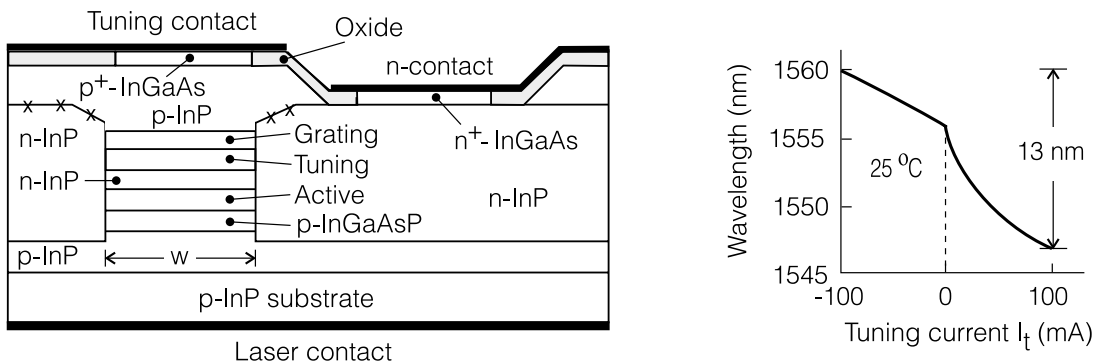 Tuning contact
Oxide
p⁺-InGaAs
n-contact
p-InP
n-InP
Grating
n⁺-InGaAs
Tuning
n-InP
Active
n-InP
p-InGaAsP
p-InP
w
p-InP substrate
Laser contact
Wavelength (nm)
1560
1555
1550
1545
25 °C
13 nm
-100
0
100
Tuning current Iₜ (mA)
x x x x x